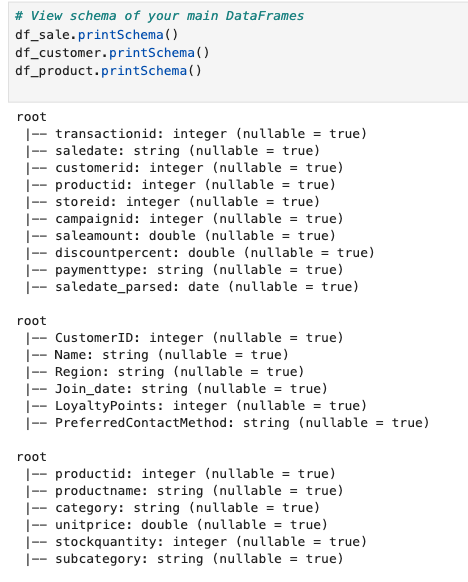 # View schema of your main DataFrames
df_sale.printSchema()
df_customer.printSchema()
df_product.printSchema()
root
|-- transactionid: integer (nullable = true)
|-- saledate: string (nullable = true)
|-- customerid: integer (nullable = true)
|-- productid: integer (nullable = true)
|-- storeid: integer (nullable = true)
|-- campaignid: integer (nullable = true)
|-- saleamount: double (nullable = true)
|-- discountpercent: double (nullable = true)
|-- paymenttype: string (nullable = true)
|-- saledate_parsed: date (nullable = true)
root
|-- CustomerID: integer (nullable = true)
|-- Name: string (nullable = true)
|-- Region: string (nullable = true)
|-- Join_date: string (nullable = true)
|-- LoyaltyPoints: integer (nullable = true)
|-- PreferredContactMethod: string (nullable = true)
root
|-- productid: integer (nullable = true)
|-- productname: string (nullable = true)
|-- category: string (nullable = true)
|-- unitprice: double (nullable = true)
|-- stockquantity: integer (nullable = true)
|-- subcategory: string (nullable = true)